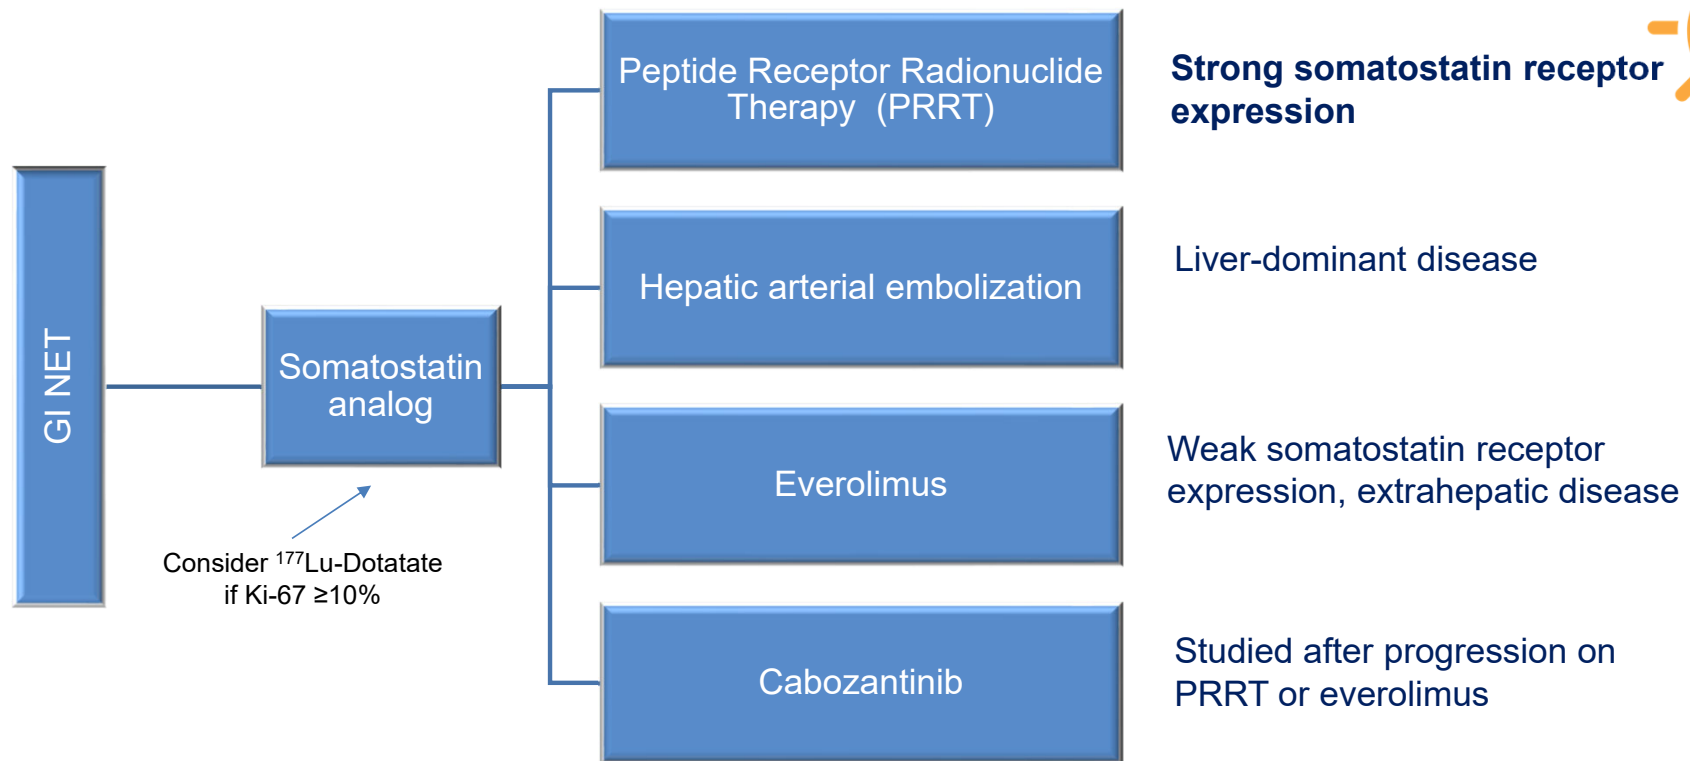 GI NET
Somatostatin
analog
Consider ¹⁷⁷Lu-Dotatate
if Ki-67 ≥10%
Peptide Receptor Radionuclide
Therapy (PRRT)
Strong somatostatin receptor
expression
Hepatic arterial embolization
Liver-dominant disease
Everolimus
Weak somatostatin receptor
expression, extrahepatic disease
Cabozantinib
Studied after progression on
PRRT or everolimus